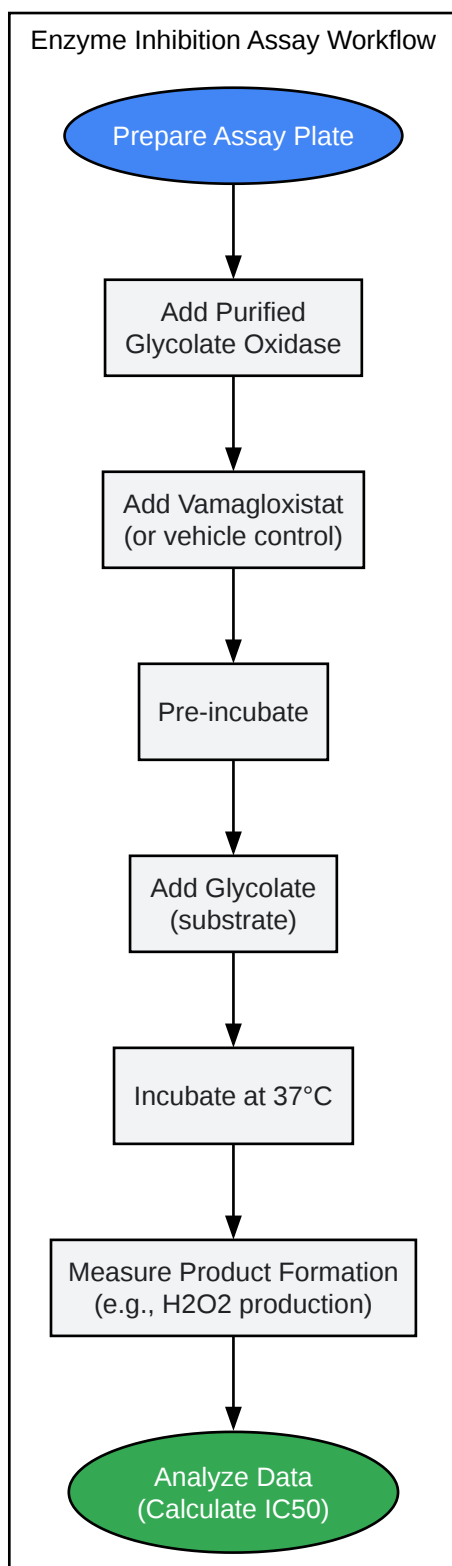 Enzyme Inhibition Assay Workflow
Prepare Assay Plate
Add Purified
Glycolate Oxidase
Add Vamagloxistat
(or vehicle control)
Pre-incubate
Add Glycolate
(substrate)
Incubate at 37°C
Measure Product Formation
(e.g., H2O2 production)
Analyze Data
(Calculate IC50)